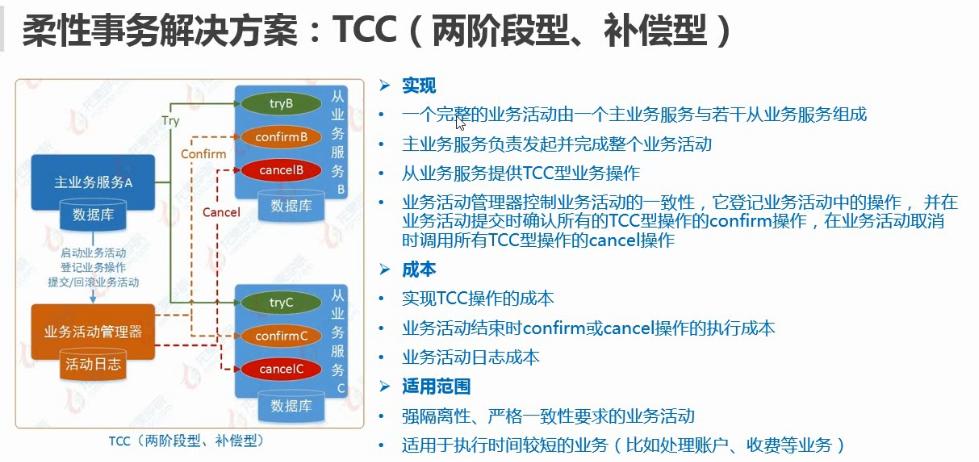 柔性事务解决方案：TCC（两阶段型、补偿型）
Try
Confirm
Cancel
主业务服务A
数据库
启动业务活动
登记业务操作
提交/回滚业务活动
业务活动管理器
活动日志
tryB
confirmB
cancelB
从业务服务B
数据库
tryC
confirmC
cancelC
从业务服务C
数据库
TCC（两阶段型、补偿型）
➢ 实现
• 一个完整的业务活动由一个主业务服务与若干从业务服务组成
• 主业务服务负责发起并完成整个业务活动
• 从业务服务提供TCC型业务操作
• 业务活动管理器控制业务活动的一致性，它登记业务活动中的操作， 并在
业务活动提交时确认所有的TCC型操作的confirm操作，在业务活动取消
时调用所有TCC型操作的cancel操作
➢ 成本
• 实现TCC操作的成本
• 业务活动结束时confirm或cancel操作的执行成本
• 业务活动日志成本
➢ 适用范围
• 强隔离性、严格一致性要求的业务活动
• 适用于执行时间较短的业务（比如处理账户、收费等业务）